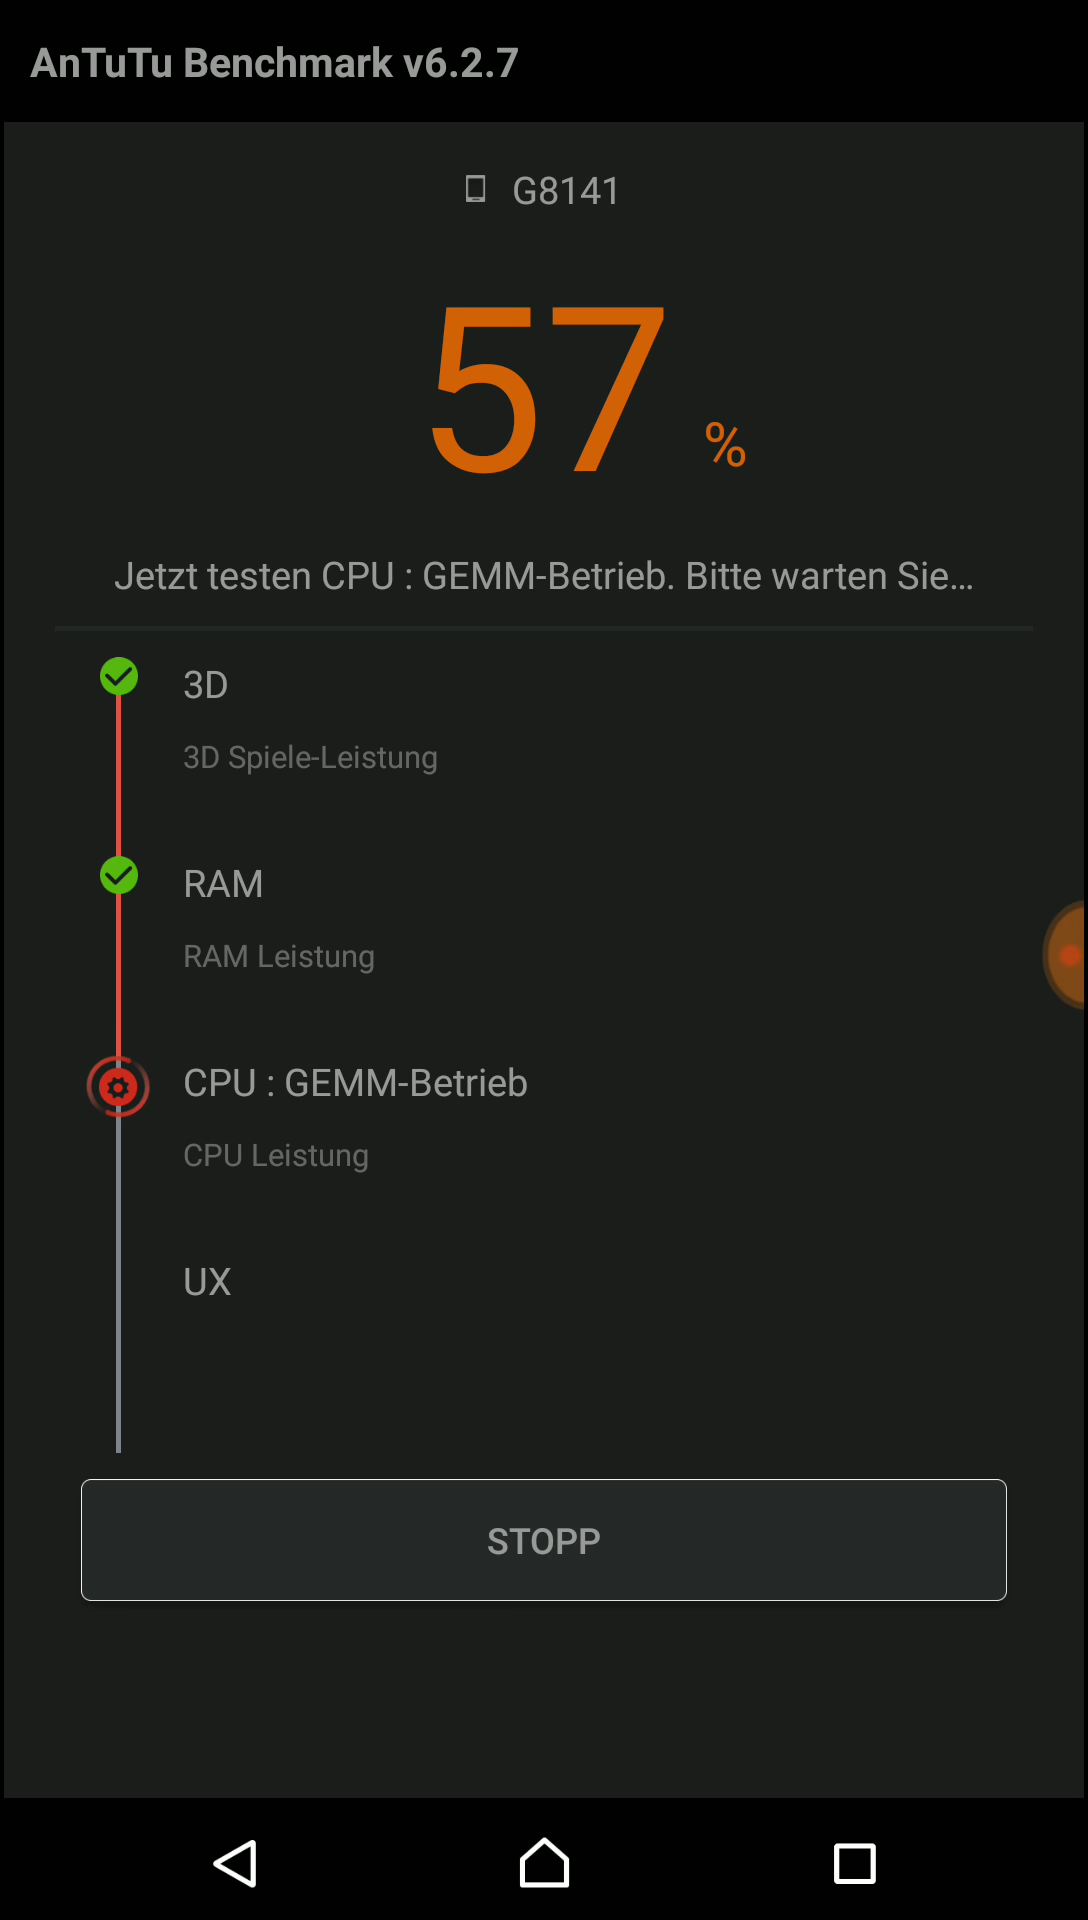 AnTuTu Benchmark v6.2.7
G8141
57 %
Jetzt testen CPU : GEMM-Betrieb. Bitte warten Sie...
3D
3D Spiele-Leistung
RAM
RAM Leistung
CPU : GEMM-Betrieb
CPU Leistung
UX
STOPP